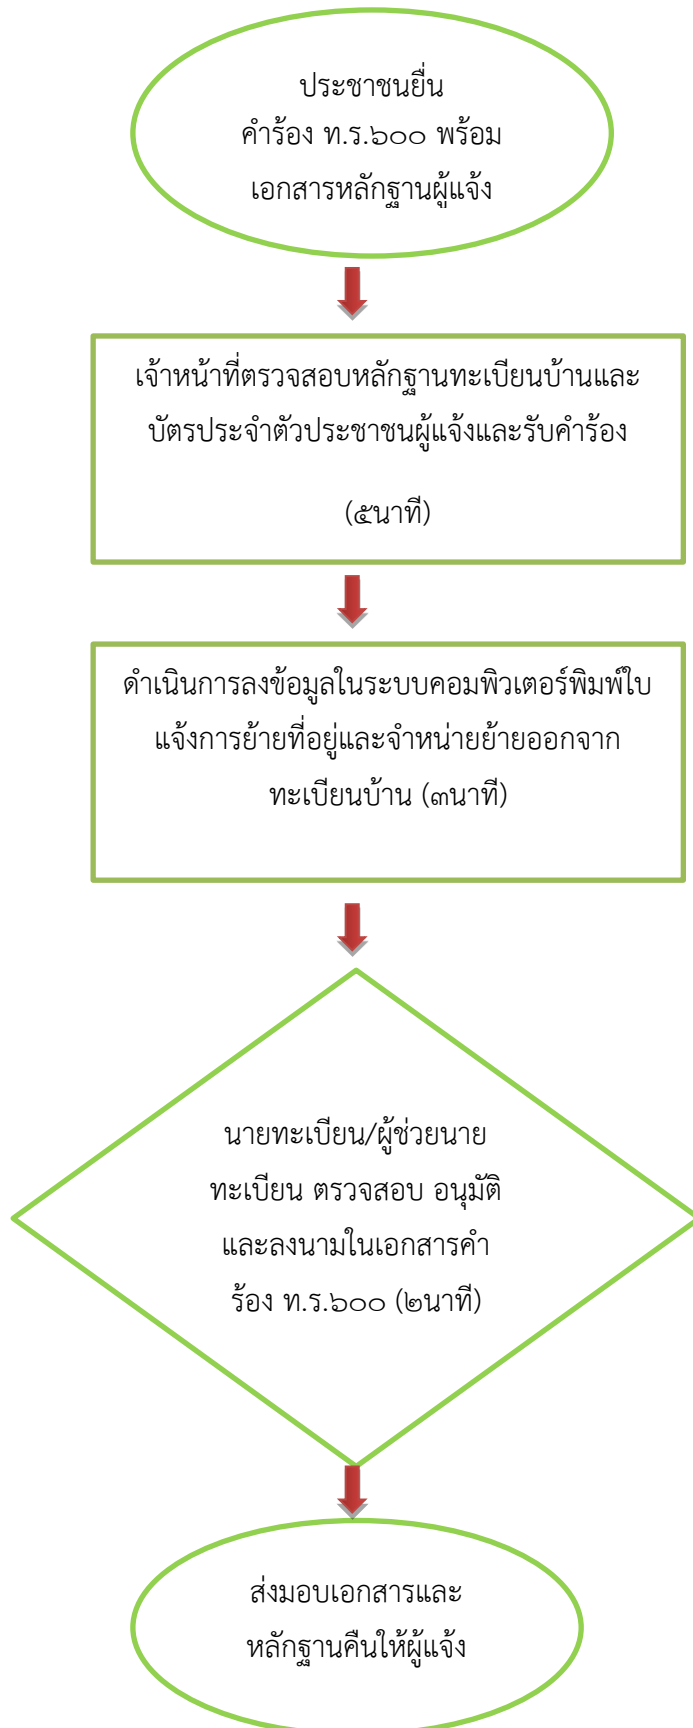 ประชาชนยื่น
คำร้อง ท.ร.๖๐๐ พร้อม
เอกสารหลักฐานผู้แจ้ง
เจ้าหน้าที่ตรวจสอบหลักฐานทะเบียนบ้านและ
บัตรประจำตัวประชาชนผู้แจ้งและรับคำร้อง
(๕นาที)
ดำเนินการลงข้อมูลในระบบคอมพิวเตอร์พิมพ์ใบ
แจ้งการย้ายที่อยู่และจำหน่ายย้ายออกจาก
ทะเบียนบ้าน (๓นาที)
นายทะเบียน/ผู้ช่วยนาย
ทะเบียน ตรวจสอบ อนุมัติ
และลงนามในเอกสารคำ
ร้อง ท.ร.๖๐๐ (๒นาที)
ส่งมอบเอกสารและ
หลักฐานคืนให้ผู้แจ้ง